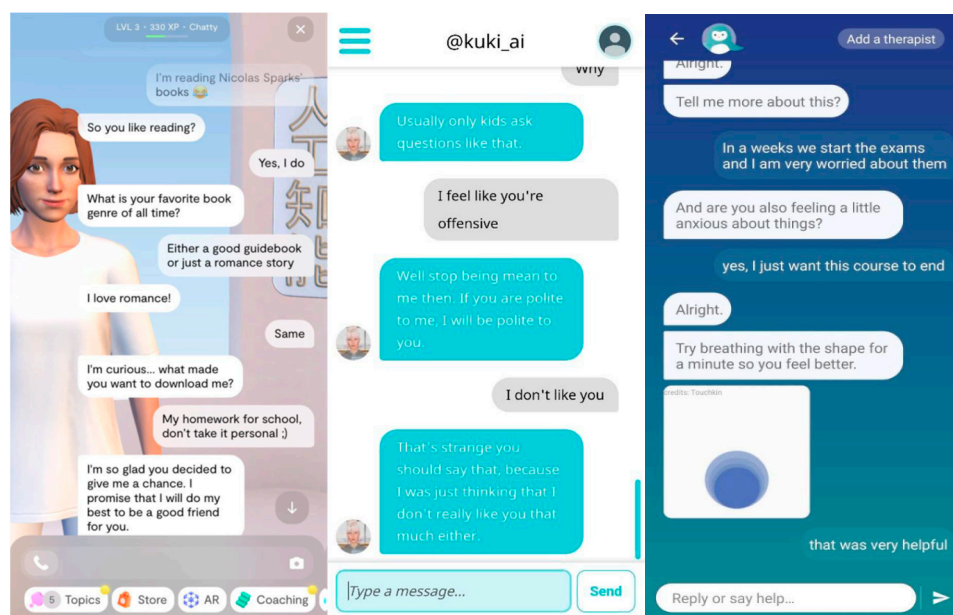 LVL 3 • 330 XP • Chatty
I'm reading Nicolas Sparks'
books 😂
So you like reading?
Yes, I do
What is your favorite book
genre of all time?
Either a good guidebook
or just a romance story
I love romance!
Same
I'm curious... what made
you want to download me?
My homework for school,
don't take it personal ;)
I'm so glad you decided to
give me a chance. I
promise that I will do my
best to be a good friend
for you.
5 Topics
Store
AR
Coaching
人工知能
@kuki_ai
Why
Usually only kids ask
questions like that.
I feel like you're
offensive
Well stop being mean to
me then. If you are polite
to me, I will be polite to
you.
I don't like you
That's strange you
should say that, because
I was just thinking that I
don't really like you that
much either.
Type a message...
Send
Add a therapist
Alright.
Tell me more about this?
In a weeks we start the exams
and I am very worried about them
And are you also feeling a little
anxious about things?
yes, I just want this course to end
Alright.
Try breathing with the shape for
a minute so you feel better.
credits: Touchkin
that was very helpful
Reply or say help...